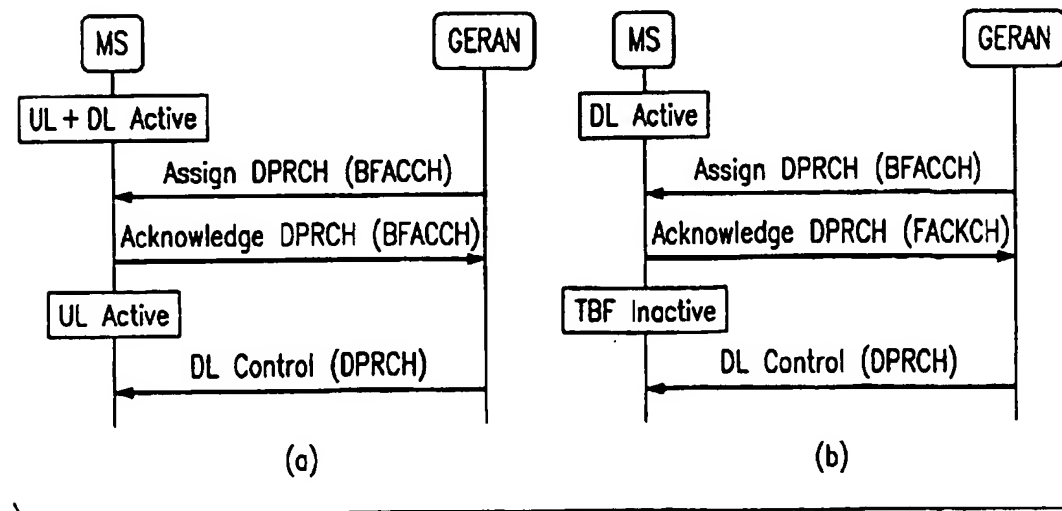 MS
GERAN
UL + DL Active
Assign DPRCH (BFACCH)
Acknowledge DPRCH (BFACCH)
UL Active
DL Control (DPRCH)
(a)
MS
GERAN
DL Active
Assign DPRCH (BFACCH)
Acknowledge DPRCH (FACKCH)
TBF Inactive
DL Control (DPRCH)
(b)